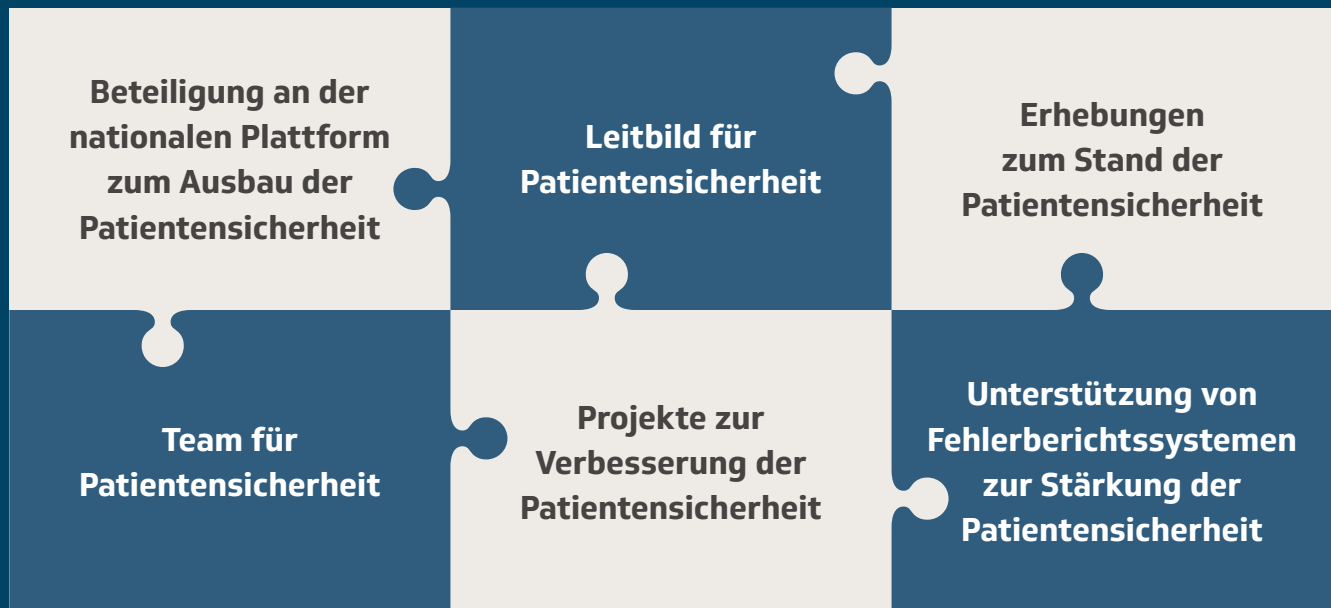 Beteiligung an der
nationalen Plattform
zum Ausbau der
Patientensicherheit
Leitbild für
Patientensicherheit
Erhebungen
zum Stand der
Patientensicherheit
Team für
Patientensicherheit
Projekte zur
Verbesserung der
Patientensicherheit
Unterstützung von
Fehlerberichtssystemen
zur Stärkung der
Patientensicherheit